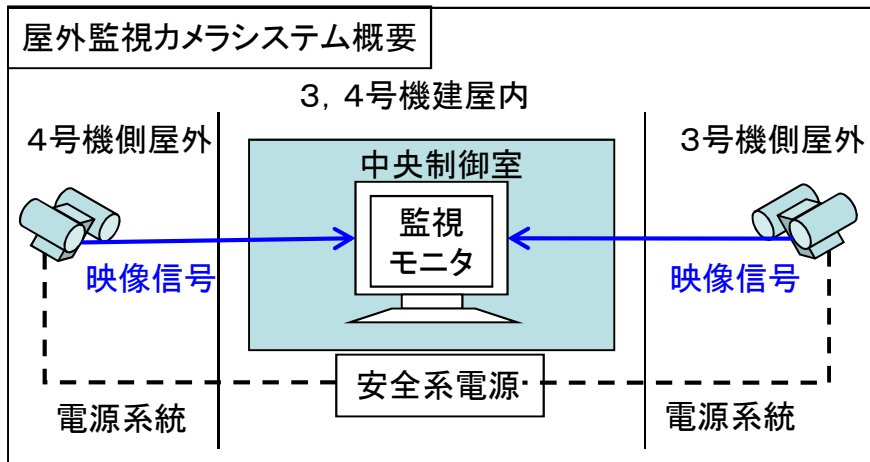 屋外監視カメラシステム概要
3，4号機建屋内
4号機側屋外
3号機側屋外
中央制御室
監視
モニタ
映像信号
映像信号
安全系電源
電源系統
電源系統